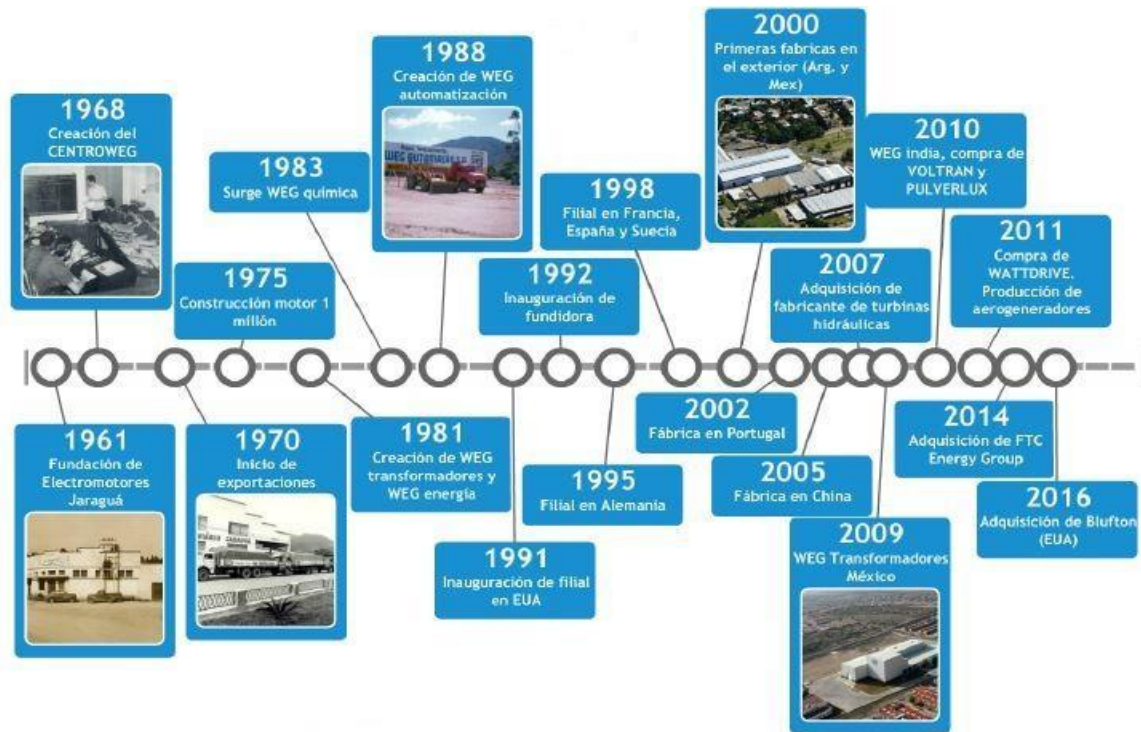 1968
Creación del
CENTROWEG
1983
Surge WEG química
1975
Construcción motor 1
millón
1988
Creación de WEG
automatización
WEG AUTOMAÇÃO S.A.
1992
Inauguración de
fundidora
1998
Filial en Francia,
España y Suecia
2000
Primeras fabricas en
el exterior (Arg. y
Mex)
2007
Adquisición de
fabricante de turbinas
hidráulicas
2010
WEG india, compra de
VOLTRAN y
PULVERLUX
2011
Compra de
WATTDRIVE.
Producción de
aerogeneradores
1961
Fundación de
Electromotores
Jaraguá
1970
Inicio de
exportaciones
1981
Creación de WEG
transformadores y
WEG energía
1991
Inauguración de filial
en EUA
1995
Filial en Alemania
2002
Fábrica en Portugal
2005
Fábrica en China
2009
WEG Transformadores
México
2014
Adquisición de FTC
Energy Group
2016
Adquisición de Blufton
(EUA)